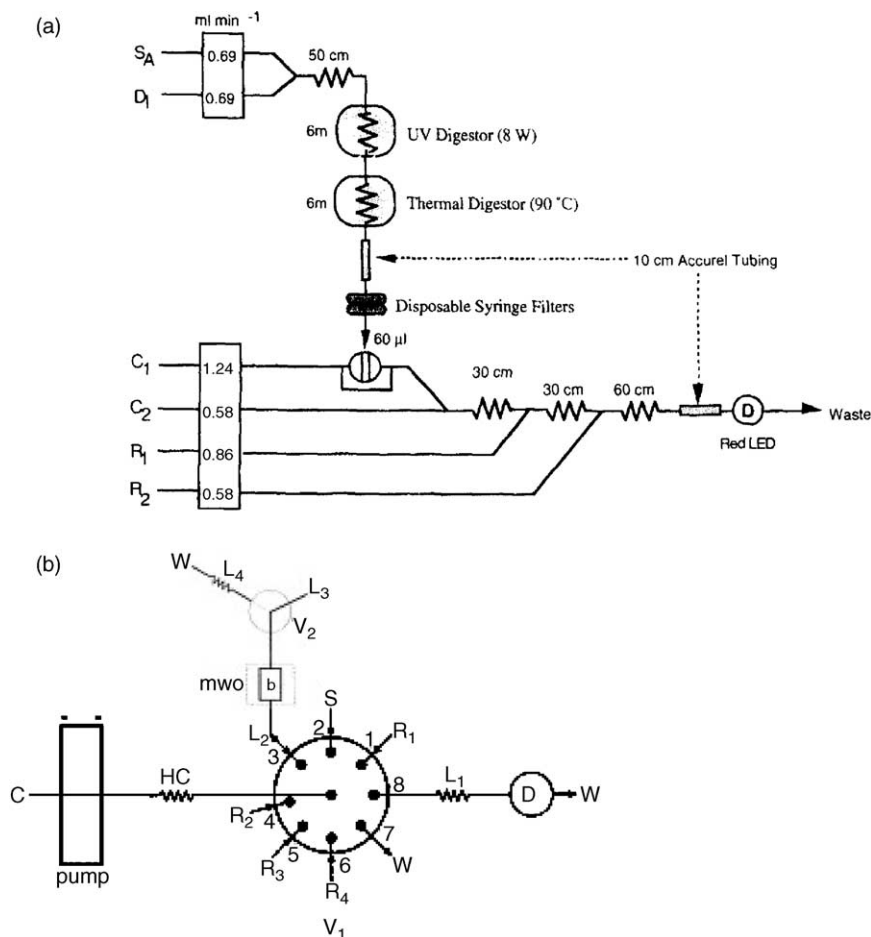 (a)
ml min -1
S_A
0.69
D_I
0.69
50 cm
6m
UV Digestor (8 W)
6m
Thermal Digestor (90 °C)
10 cm Accurel Tubing
Disposable Syringe Filters
60 µl
C₁
1.24
C₂
0.58
R₁
0.86
R₂
0.58
30 cm
30 cm
60 cm
D
Waste
Red LED
(b)
W
L₄
L₃
V₂
mwo
b
S
L₂
3
2
1
R₁
C
HC
8
L₁
D
W
R₂
4
5
6
7
R₃
R₄
W
pump
V₁